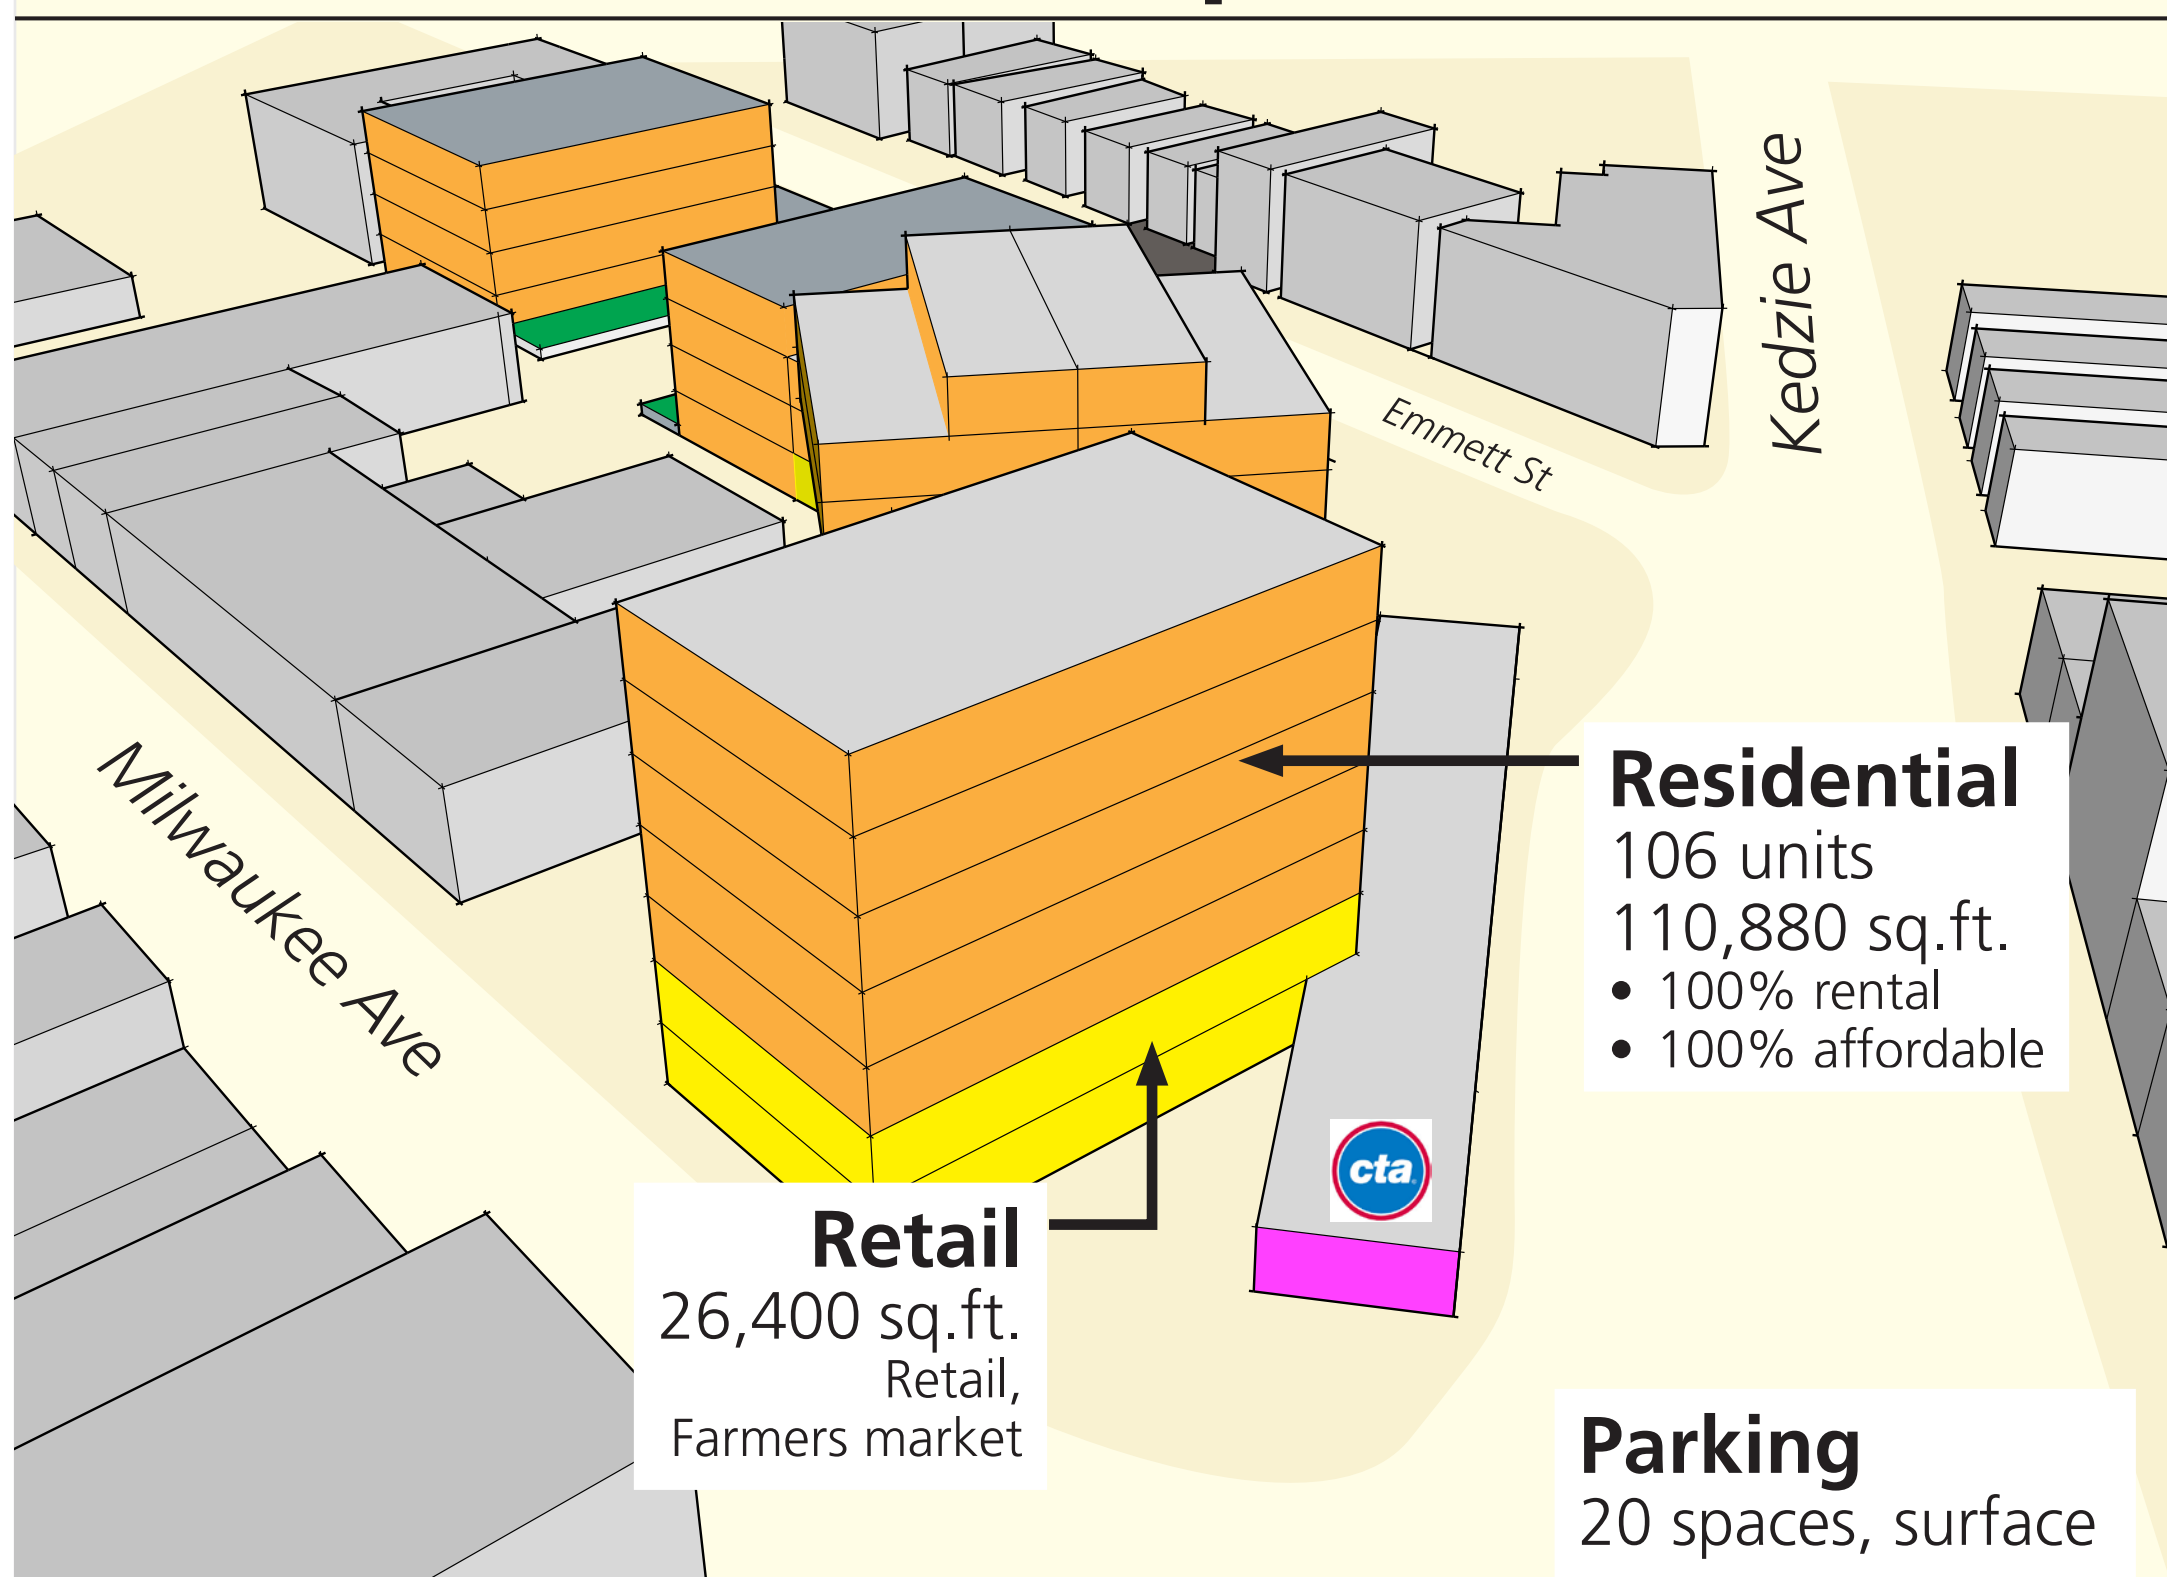 Kedzie Ave
Emmett St
Milwaukee Ave
Residential
106 units
110,880 sq.ft.
• 100% rental
• 100% affordable
cta
Retail
26,400 sq.ft.
Retail,
Farmers market
Parking
20 spaces, surface